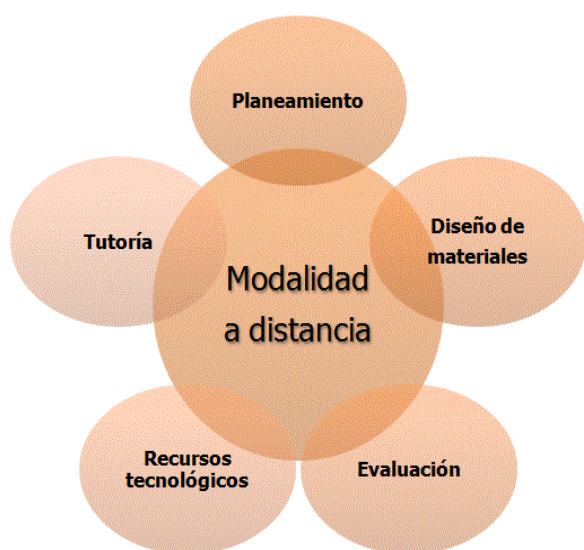 Planeamiento
Tutoría
Diseño de
materiales
Modalidad
a distancia
Recursos
tecnológicos
Evaluación